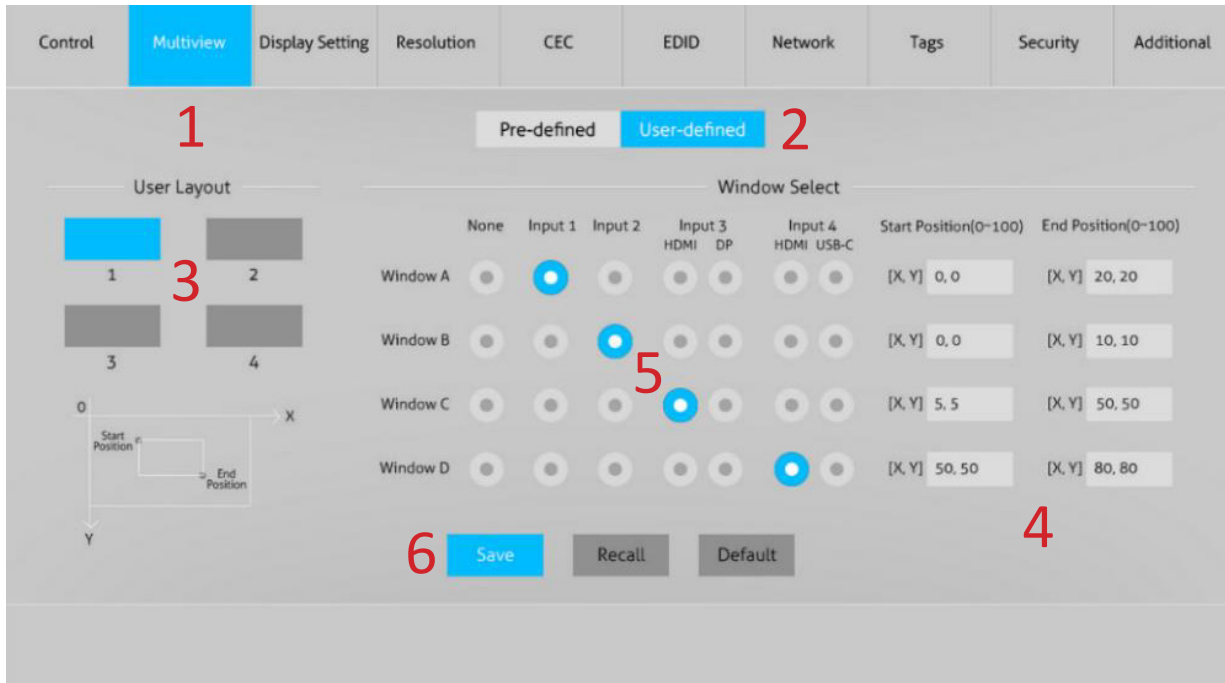 Control Multiview Display Setting Resolution CEC EDID Network Tags Security Additional
1
Pre-defined User-defined 2
User Layout
1 2
3
3 4
0 X
Start
Position
End
Position
Y
Window Select
None Input 1 Input 2 Input 3 Input 4 Start Position(0~100) End Position(0~100)
HDMI DP HDMI USB-C
Window A [X, Y] 0, 0 [X, Y] 20, 20
Window B [X, Y] 0, 0 [X, Y] 10, 10
5
Window C [X, Y] 5, 5 [X, Y] 50, 50
Window D [X, Y] 50, 50 [X, Y] 80, 80
4
6 Save Recall Default